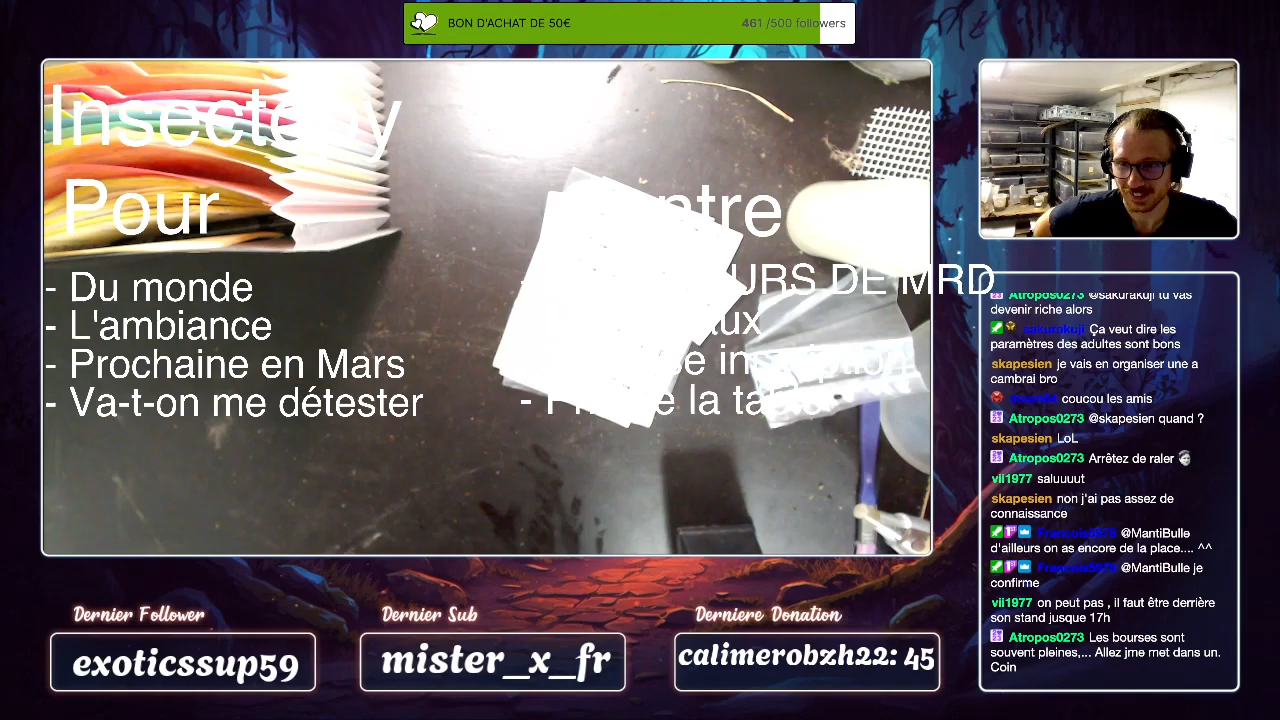 BON D'ACHAT DE 50€
461 /500 followers
Pour
- Du monde
- L'ambiance
- Prochaine en Mars
- Va-t-on me détester
DE MRD
la
Atropos0273 @sakurakuji tu vas
devenir riche alors
sakurakuji Ça veut dire les
paramètres des adultes sont bons
skapesien je vais en organiser une a
cambrai bro
coucou les amis
Atropos0273 @skapesien quand ?
skapesien LoL
Atropos0273 Arrêtez de raler
vii1977 saluuuut
skapesien non j'ai pas assez de
connaissance
@MantiBulle
d'ailleurs on as encore de la place.... ^^
@MantiBulle je
confirme
vii1977 on peut pas , il faut être derrière
son stand jusque 17h
Atropos0273 Les bourses sont
souvent pleines,... Allez jme met dans un.
Coin
Dernier Follower
exoticssup59
Dernier Sub
mister_x_fr
Derniere Donation
calimerobzh22: 45